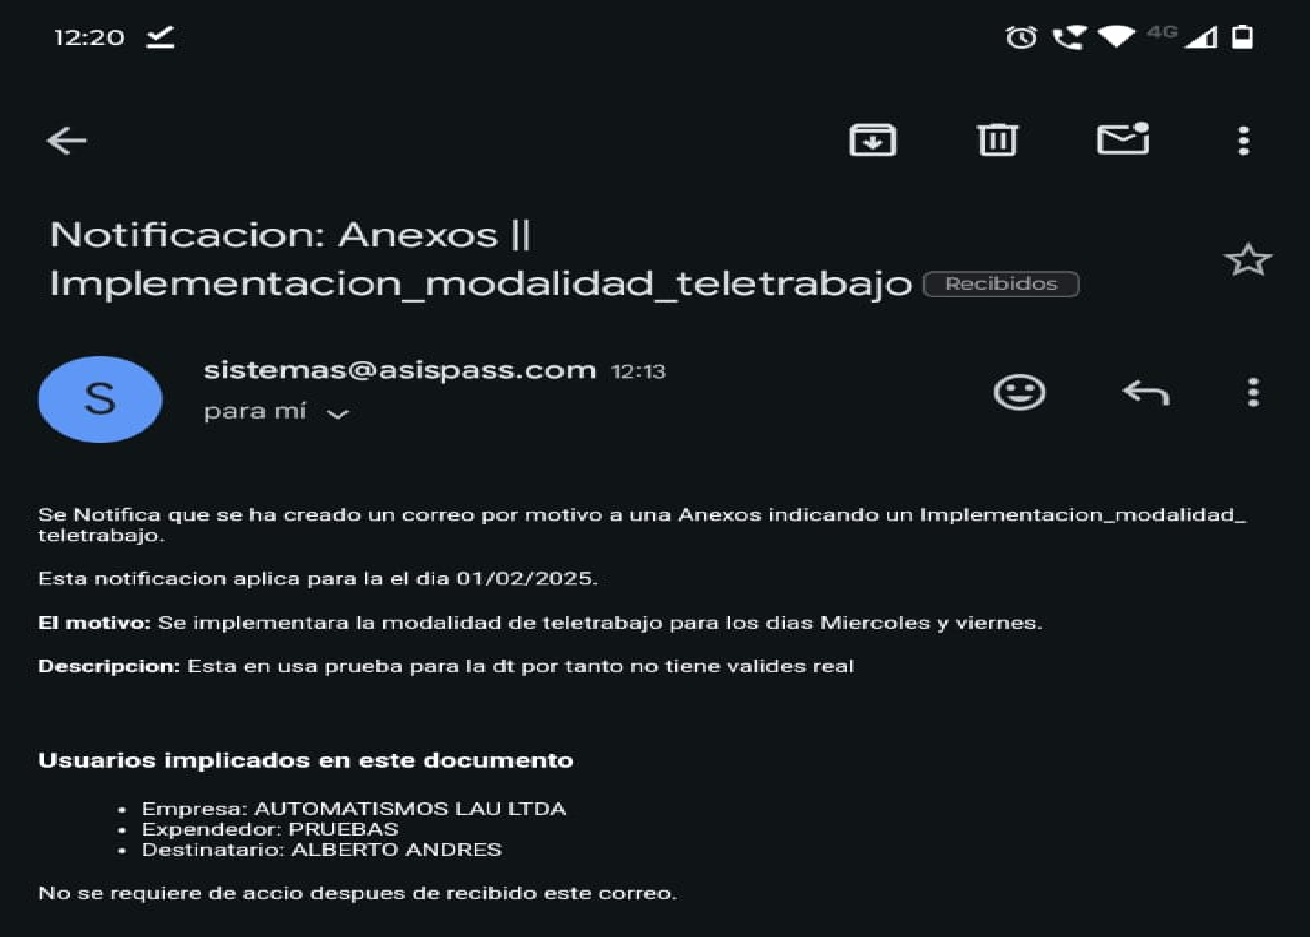 12:20
4G
Notificacion: Anexos ||
Implementacion_modalidad_teletrabajo Recibidos
S
sistemas@asispass.com 12:13
para mí
Se Notifica que se ha creado un correo por motivo a una Anexos indicando un Implementacion_modalidad_
teletrabajo.
Esta notificacion aplica para la el dia 01/02/2025.
El motivo: Se implementara la modalidad de teletrabajo para los dias Miercoles y viernes.
Descripcion: Esta en usa prueba para la dt por tanto no tiene valides real
Usuarios implicados en este documento
• Empresa: AUTOMATISMOS LAU LTDA
• Expendedor: PRUEBAS
• Destinatario: ALBERTO ANDRES
No se requiere de accio despues de recibido este correo.